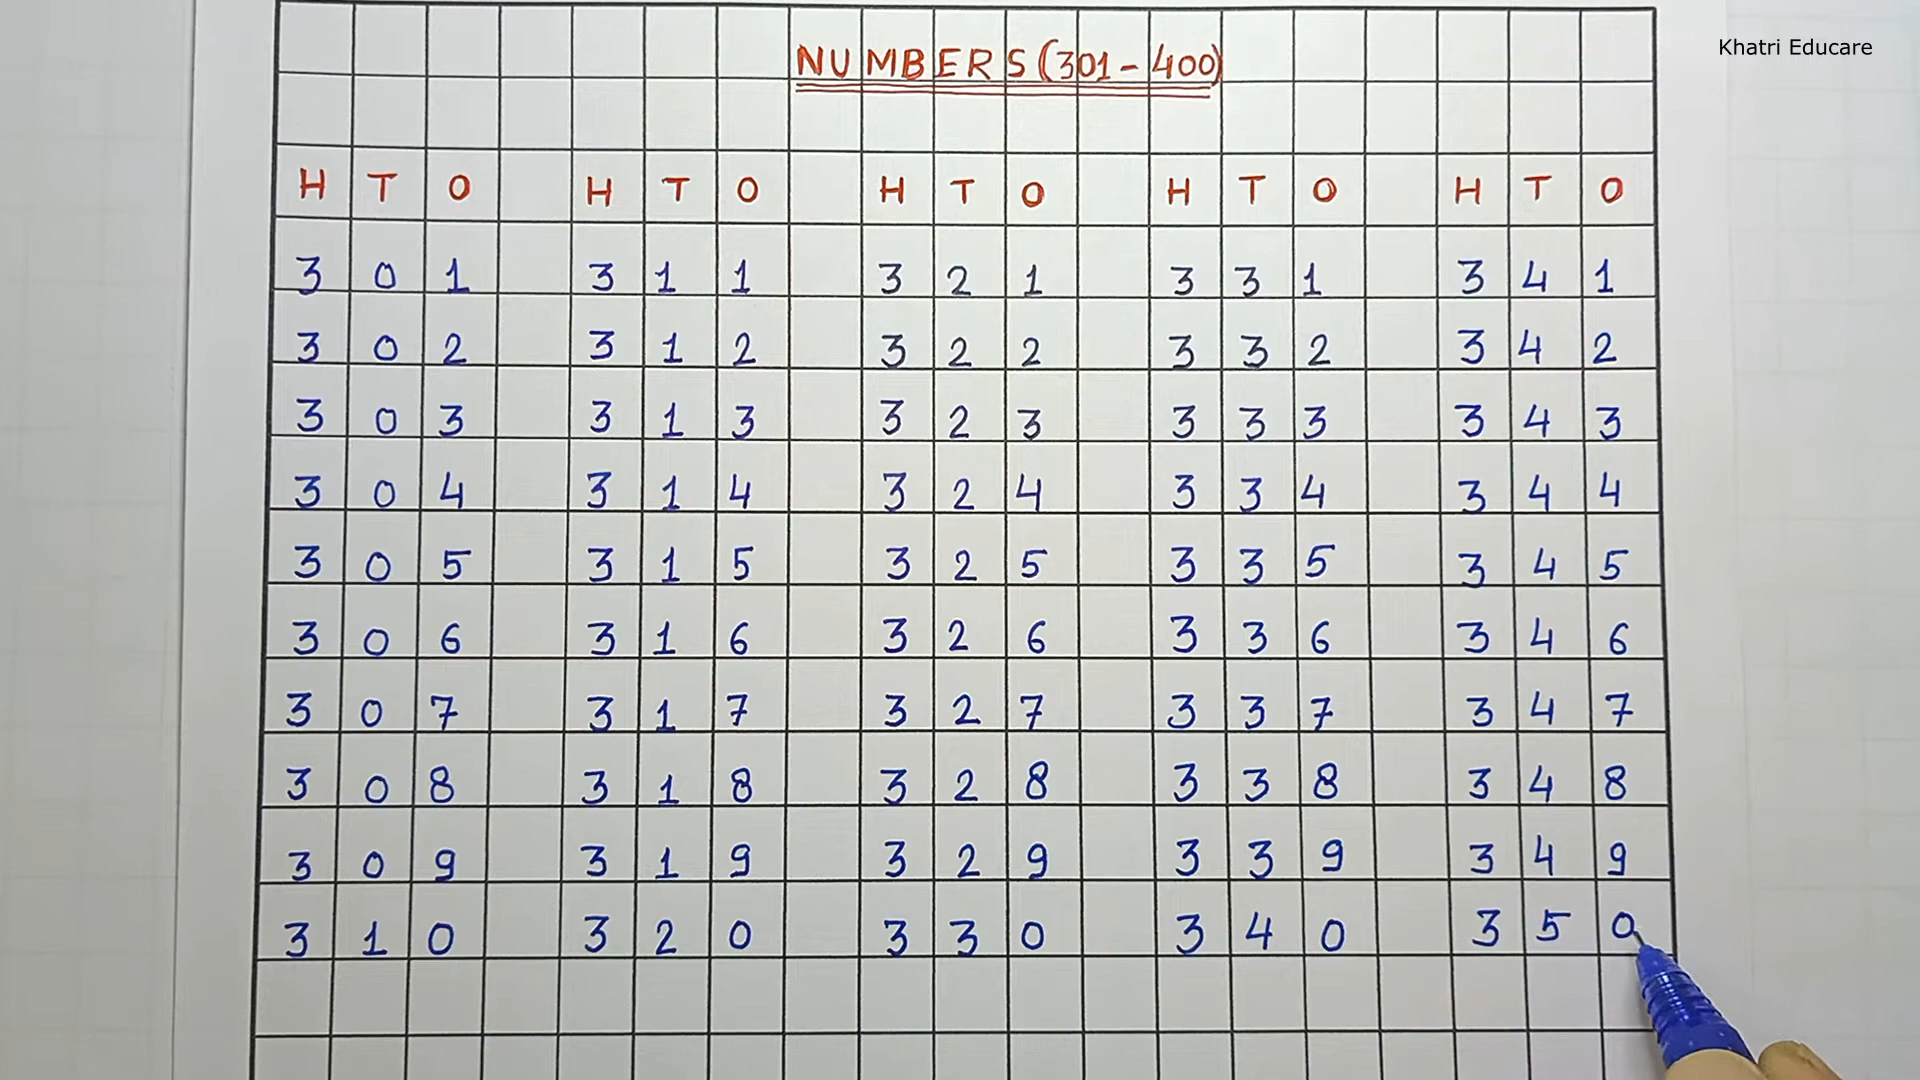 Khatri Educare
NUMBERS (301-400)
H T O H T O H T O H T O H T O
3 0 1 3 1 1 3 2 1 3 3 1 3 4 1
3 0 2 3 1 2 3 2 2 3 3 2 3 4 2
3 0 3 3 1 3 3 2 3 3 3 3 3 4 3
3 0 4 3 1 4 3 2 4 3 3 4 3 4 4
3 0 5 3 1 5 3 2 5 3 3 5 3 4 5
3 0 6 3 1 6 3 2 6 3 3 6 3 4 6
3 0 7 3 1 7 3 2 7 3 3 7 3 4 7
3 0 8 3 1 8 3 2 8 3 3 8 3 4 8
3 0 9 3 1 9 3 2 9 3 3 9 3 4 9
3 1 0 3 2 0 3 3 0 3 4 0 3 5 0